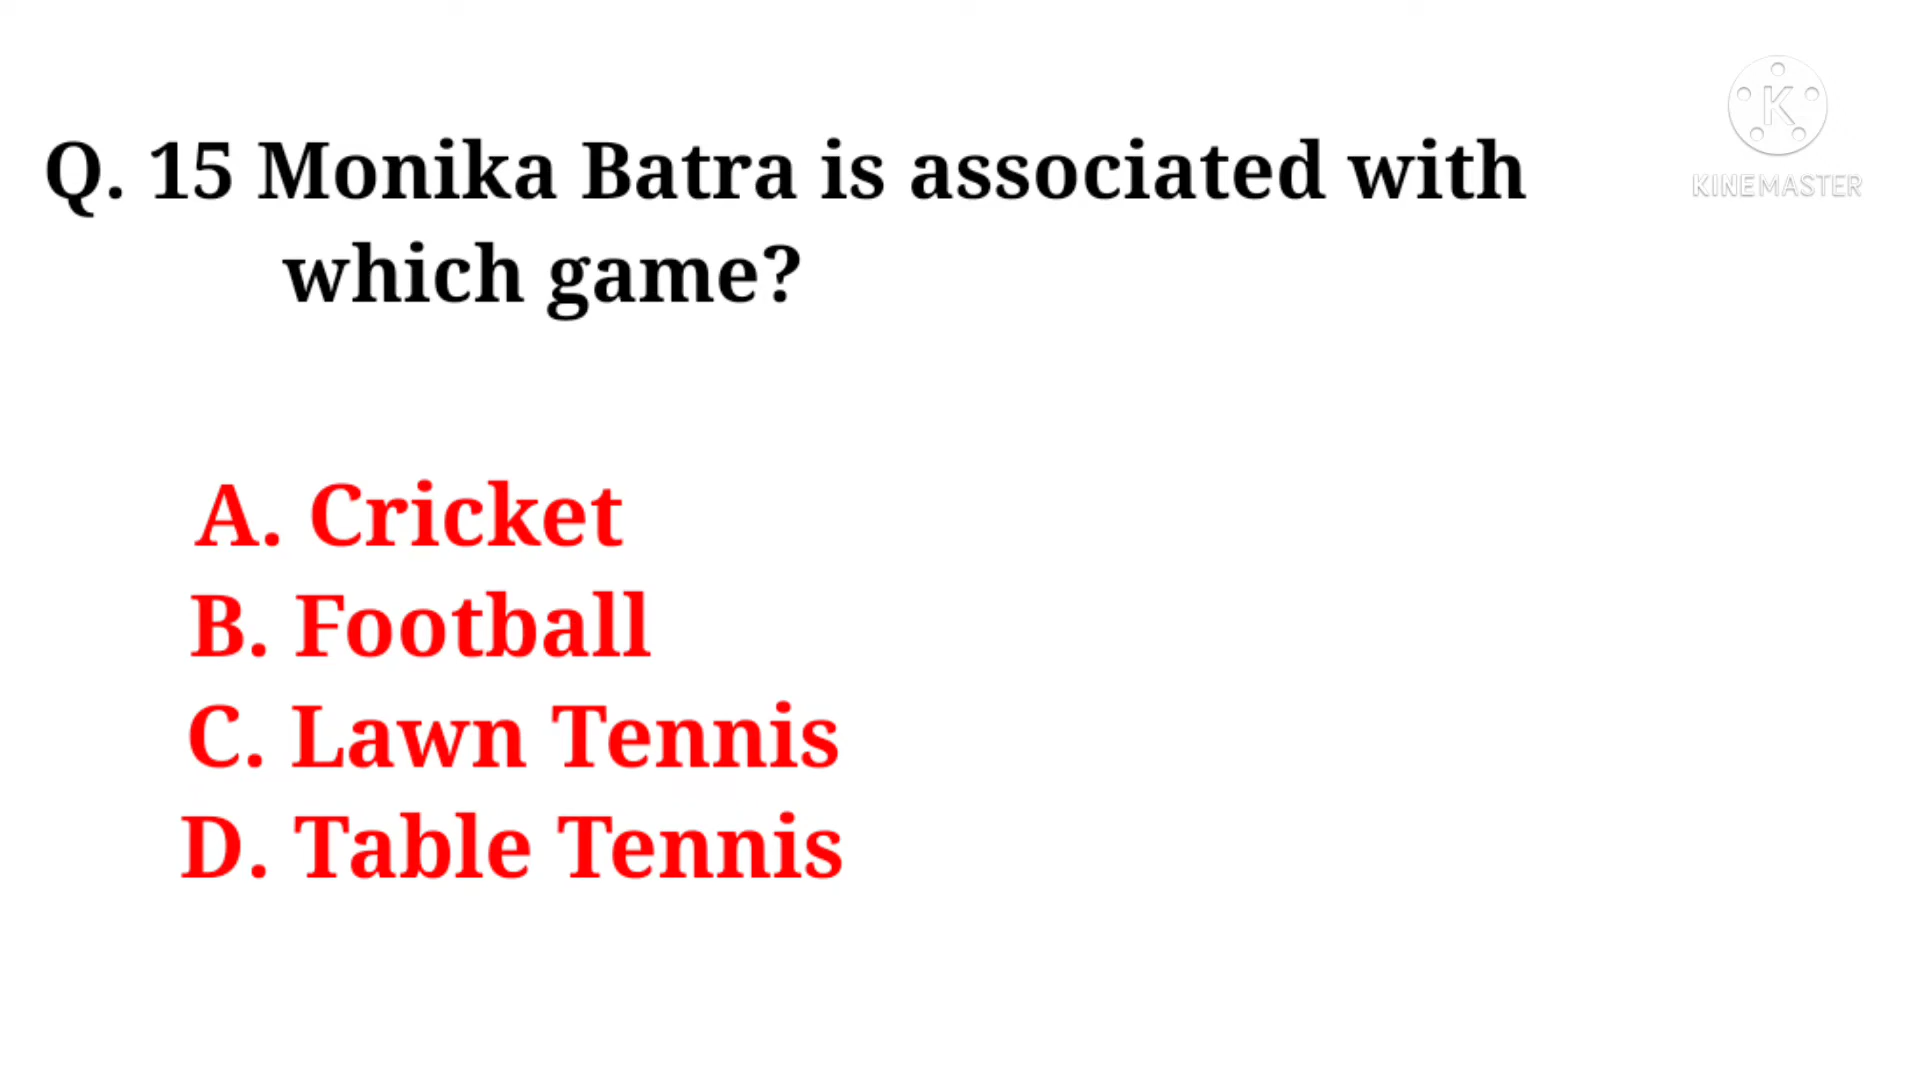 Q. 15 Monika Batra is associated with
which game?
A. Cricket
B. Football
C. Lawn Tennis
D. Table Tennis
K
KINEMASTER